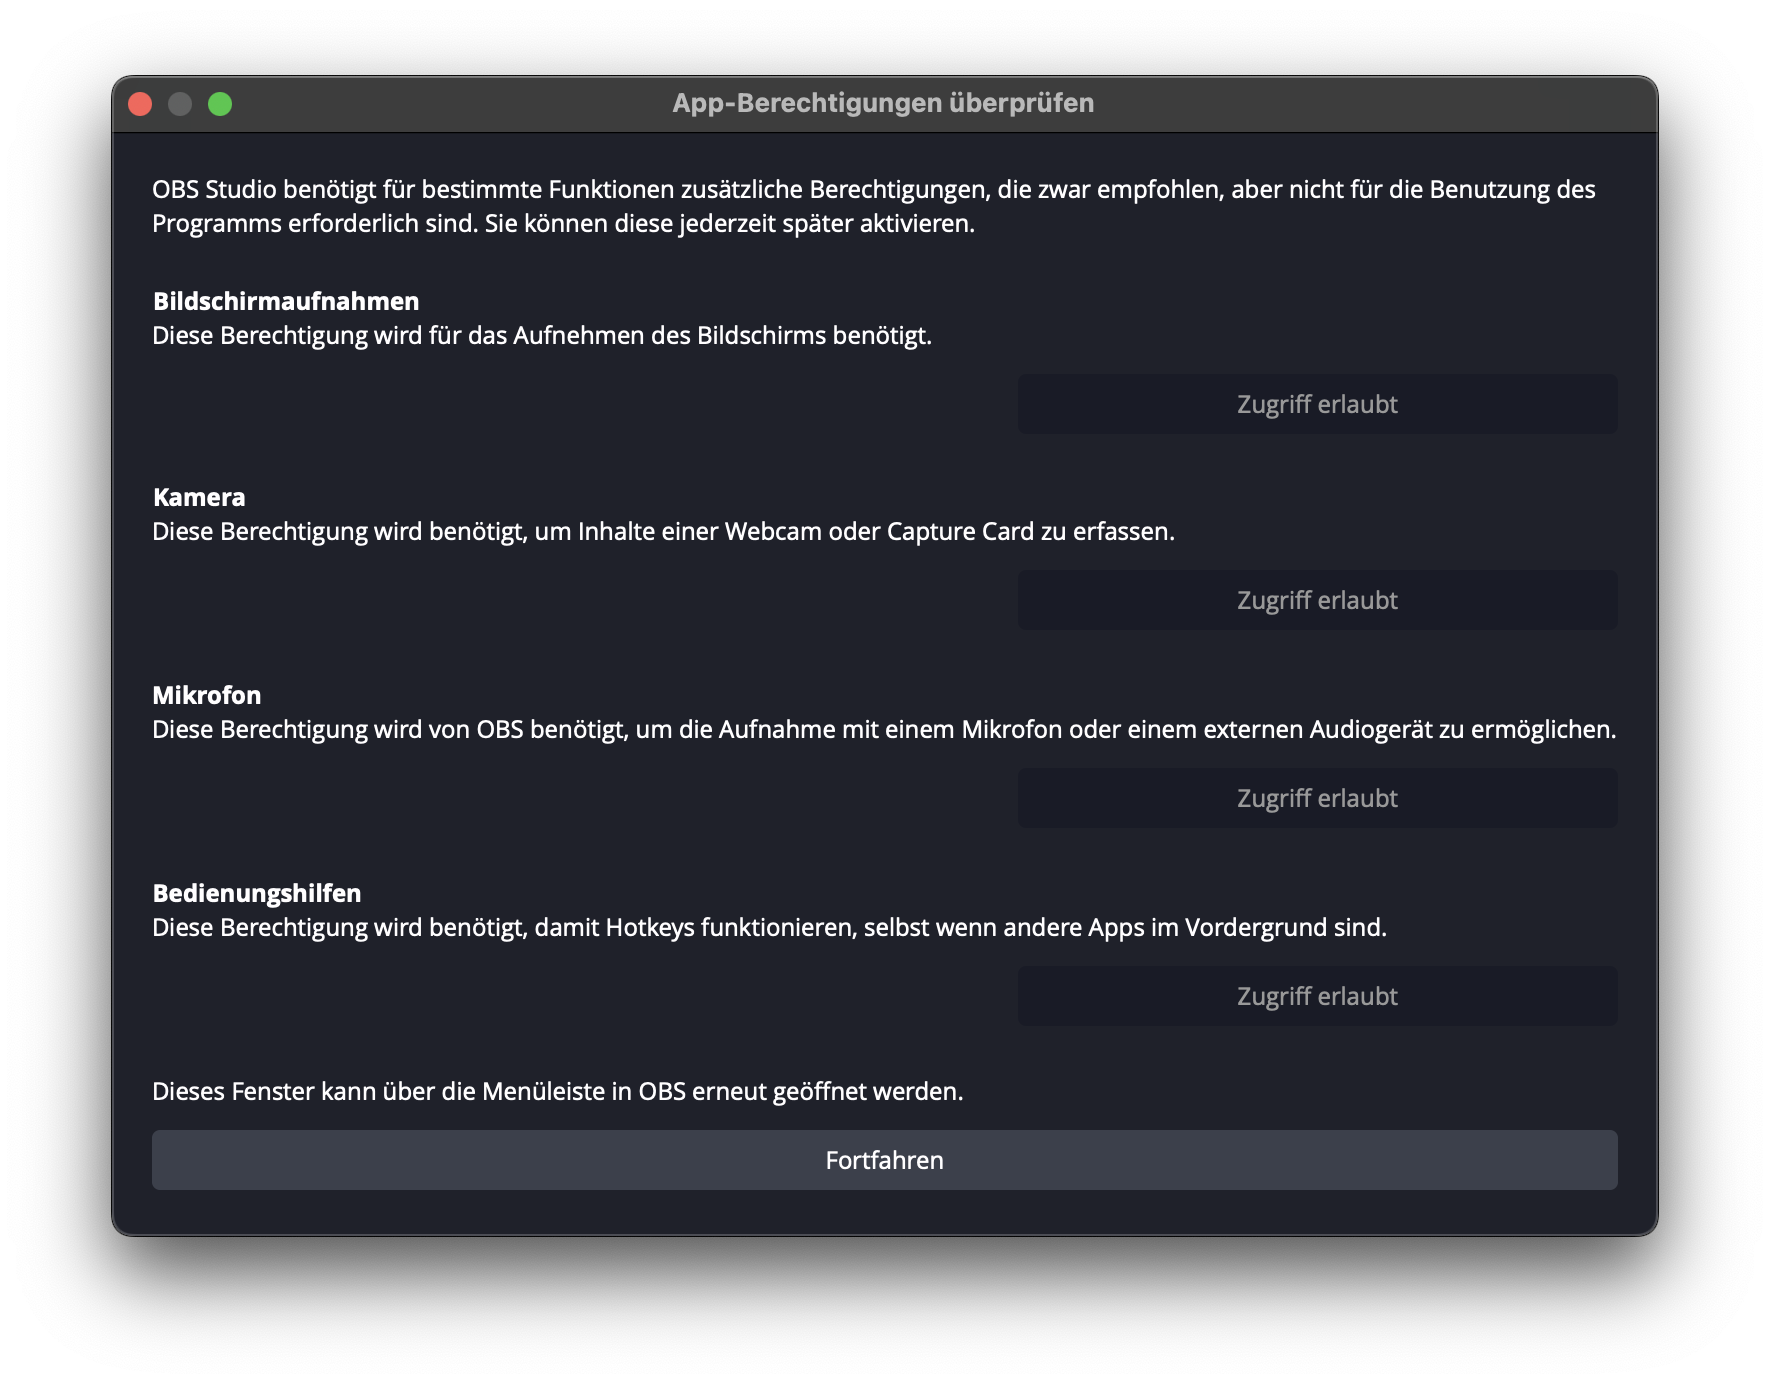 App-Berechtigungen überprüfen
OBS Studio benötigt für bestimmte Funktionen zusätzliche Berechtigungen, die zwar empfohlen, aber nicht für die Benutzung des
Programms erforderlich sind. Sie können diese jederzeit später aktivieren.
Bildschirmaufnahmen
Diese Berechtigung wird für das Aufnehmen des Bildschirms benötigt.
Zugriff erlaubt
Kamera
Diese Berechtigung wird benötigt, um Inhalte einer Webcam oder Capture Card zu erfassen.
Zugriff erlaubt
Mikrofon
Diese Berechtigung wird von OBS benötigt, um die Aufnahme mit einem Mikrofon oder einem externen Audiogerät zu ermöglichen.
Zugriff erlaubt
Bedienungshilfen
Diese Berechtigung wird benötigt, damit Hotkeys funktionieren, selbst wenn andere Apps im Vordergrund sind.
Zugriff erlaubt
Dieses Fenster kann über die Menüleiste in OBS erneut geöffnet werden.
Fortfahren